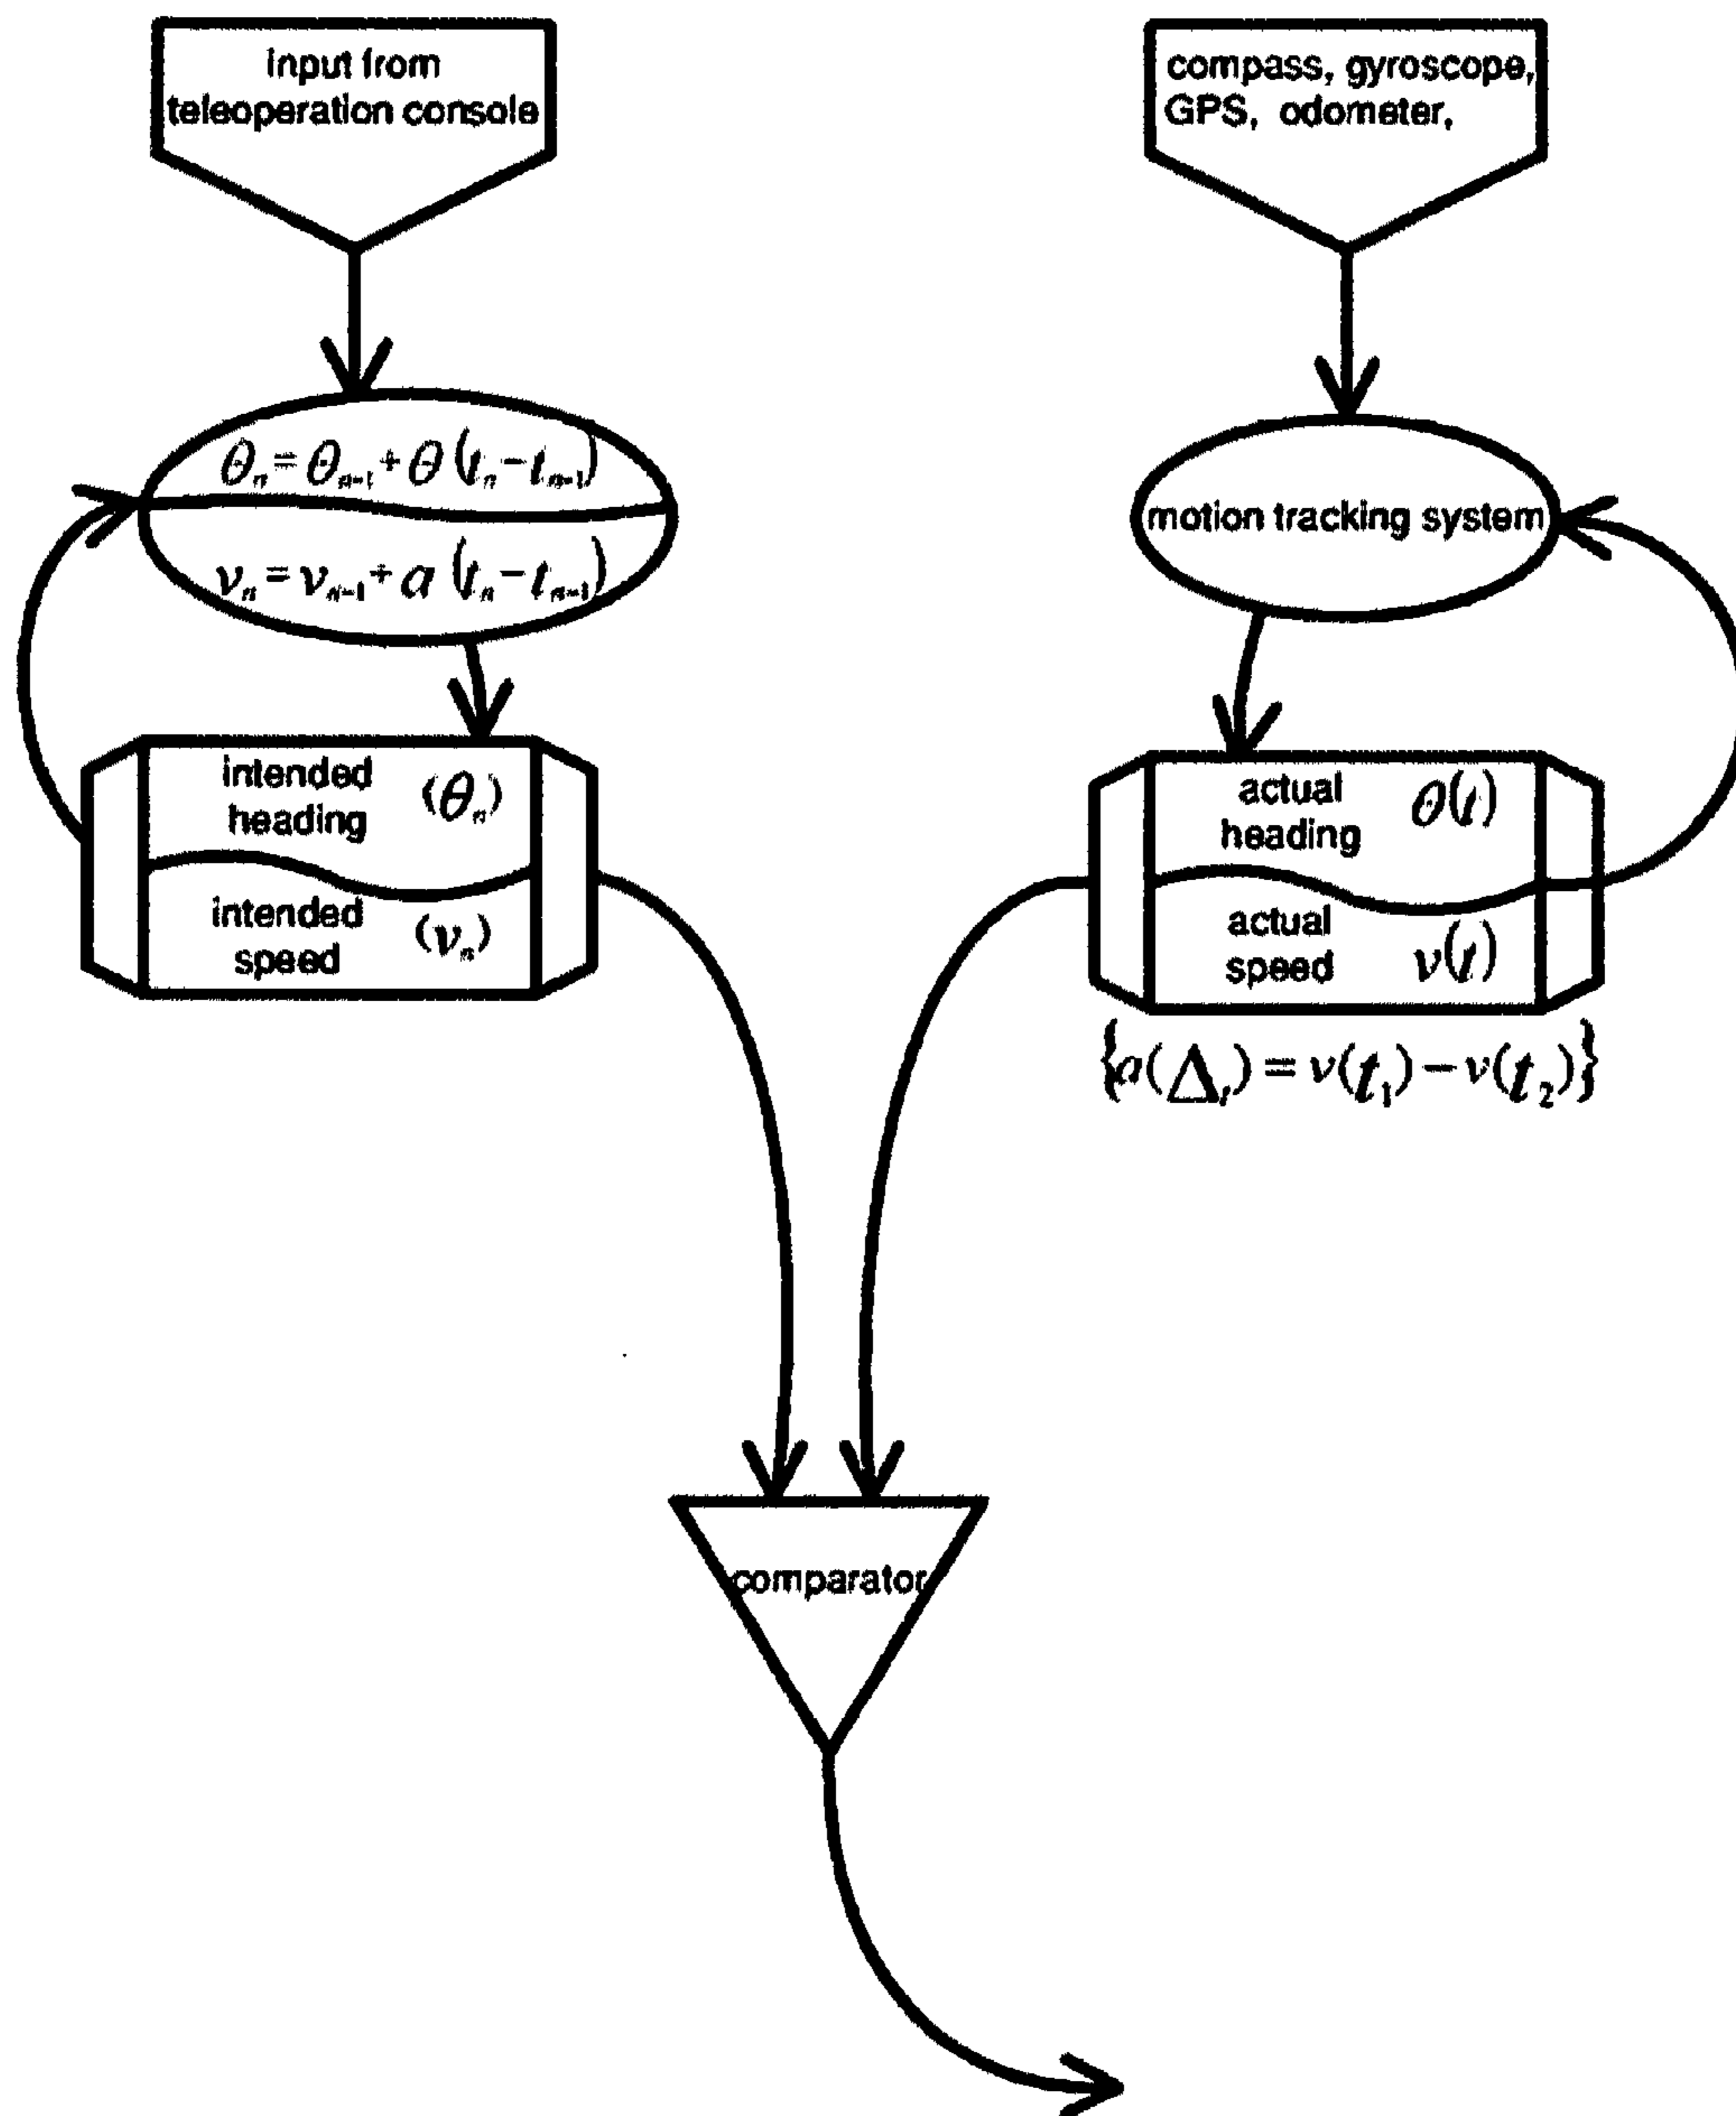 input from
teleoperation console
θₙ = θₙ₋₁ + θ (tₙ − tₙ₋₁)
vₙ = vₙ₋₁ + a (tₙ − tₙ₋₁)
intended
heading (θₙ)
intended
speed (vₙ)
compass, gyroscope,
GPS, odometer,
motion tracking system
actual
heading θ(t)
actual
speed v(t)
{a(Δₜ) = v(t₁) − v(t₂)}
comparator